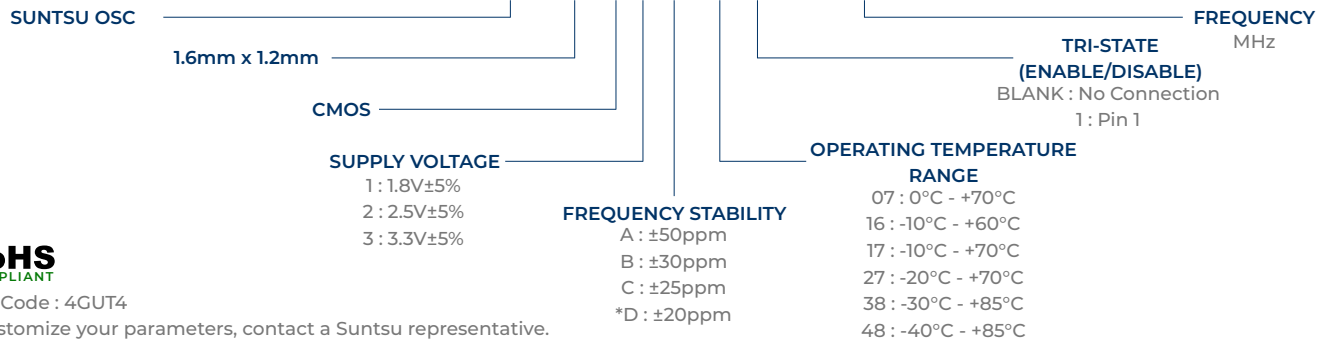 SUNTSU OSC
FREQUENCY
MHz
1.6mm x 1.2mm
TRI-STATE
(ENABLE/DISABLE)
BLANK : No Connection
1 : Pin 1
CMOS
SUPPLY VOLTAGE
1 : 1.8V±5%
2 : 2.5V±5%
3 : 3.3V±5%
FREQUENCY STABILITY
A : ±50ppm
B : ±30ppm
C : ±25ppm
*D : ±20ppm
OPERATING TEMPERATURE
RANGE
07 : 0°C - +70°C
16 : -10°C - +60°C
17 : -10°C - +70°C
27 : -20°C - +70°C
38 : -30°C - +85°C
48 : -40°C - +85°C
HS
PLIANT
Code : 4GUT4
stomize your parameters, contact a Suntsu representative.